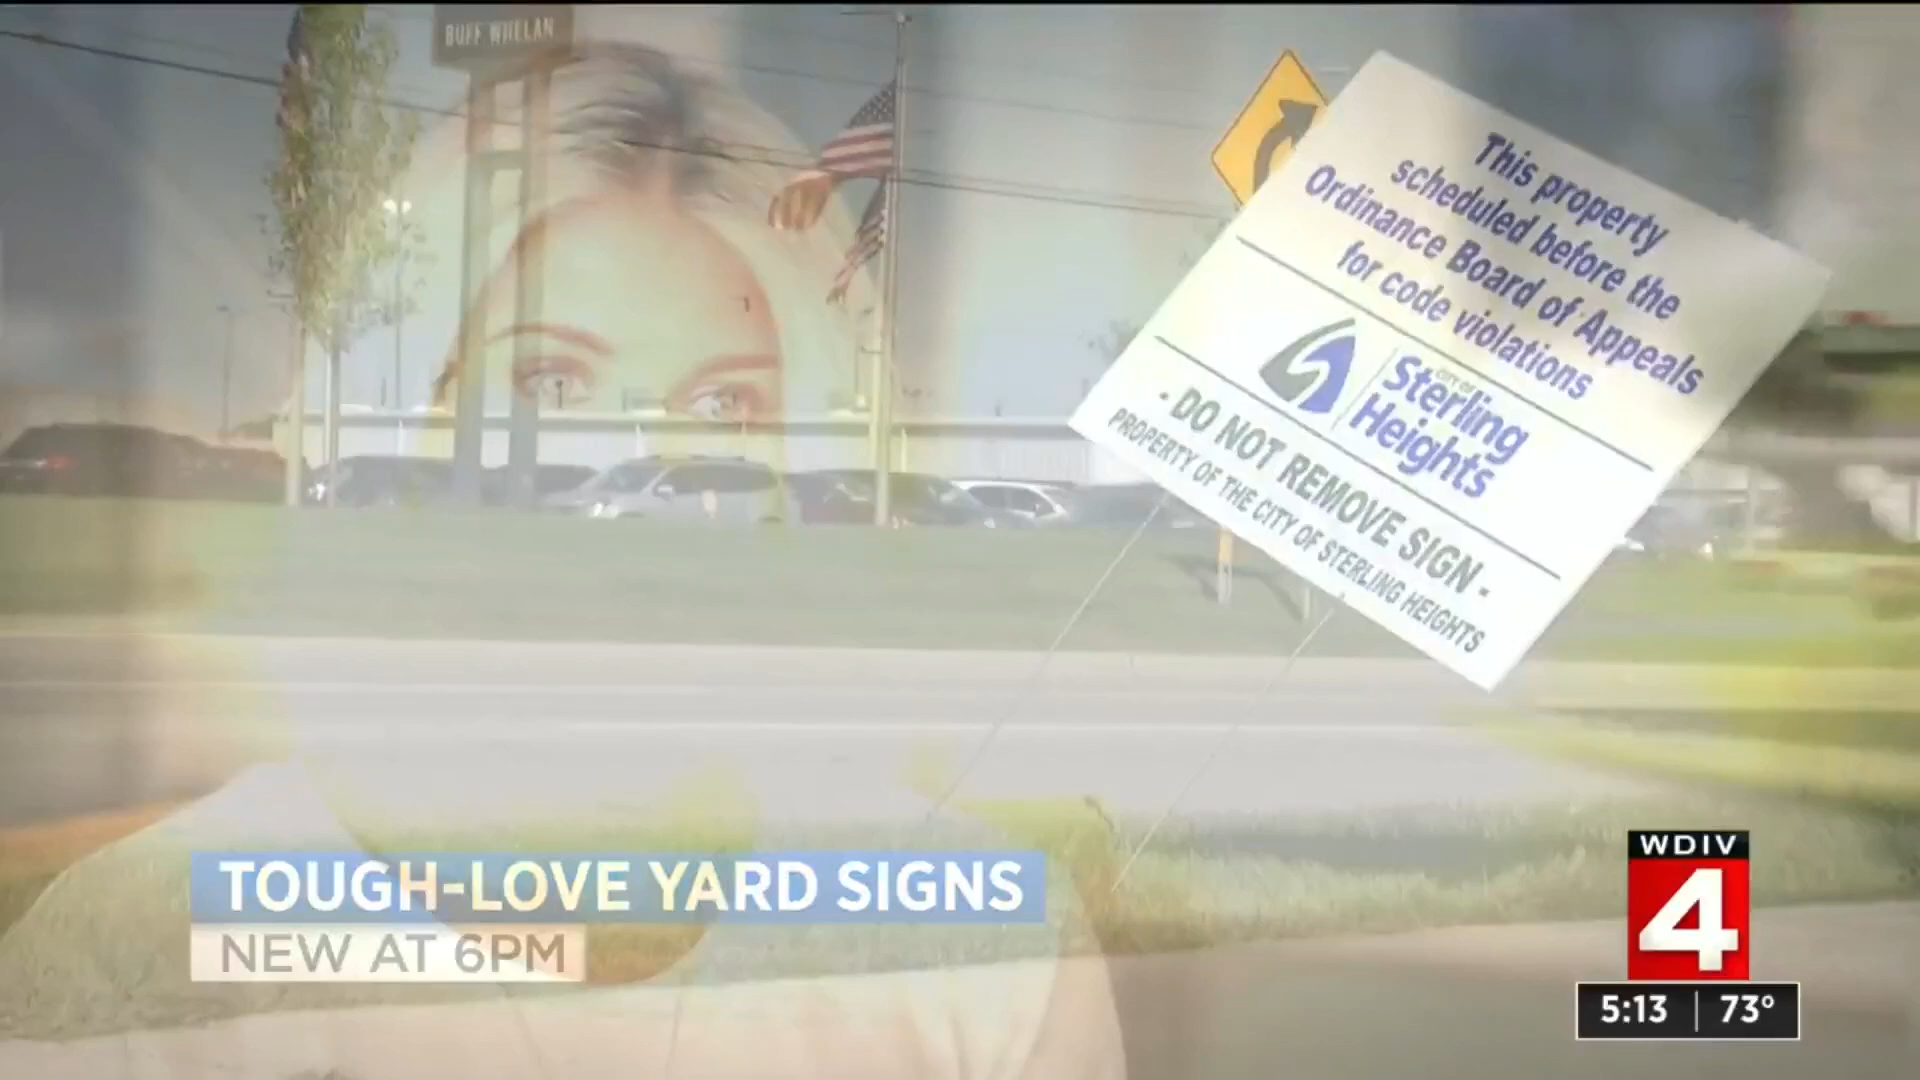 BUFF WHELAN
This property
scheduled before the
Ordinance Board of Appeals
for code violations
CITY OF
Sterling
Heights
- DO NOT REMOVE SIGN -
PROPERTY OF THE CITY OF STERLING HEIGHTS
TOUGH-LOVE YARD SIGNS
NEW AT 6PM
WDIV
4
5:13 73°